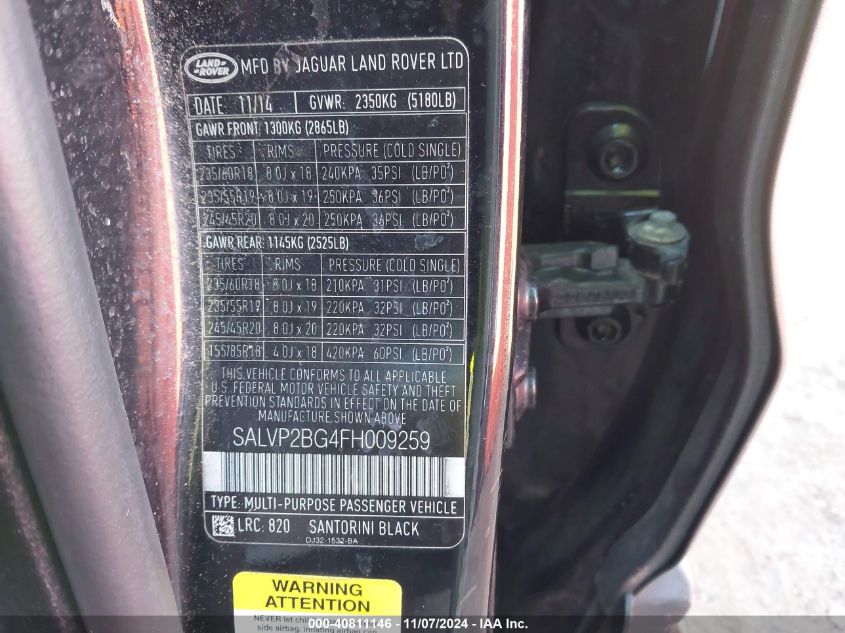 LAND-ROVER
MFD BY JAGUAR LAND ROVER LTD
DATE 11/14 GVWR: 2350KG (5180LB)
GAWR FRONT 1300KG (2865LB)
TIRES RIMS PRESSURE (COLD SINGLE)
235/60R18 8.0J x 18 240KPA 35PSI (LB/PO²)
235/55R19 8.0J x 19 250KPA 36PSI (LB/PO²)
245/45R20 8.0J x 20 250KPA 36PSI (LB/PO²)
GAWR REAR: 1145KG (2525LB)
TIRES RIMS PRESSURE (COLD SINGLE)
235/60R18 8.0J x 18 210KPA 31PSI (LB/PO²)
235/55R19 8.0J x 19 220KPA 32PSI (LB/PO²)
245/45R20 8.0J x 20 220KPA 32PSI (LB/PO²)
155/85R18 4.0J x 18 420KPA 60PSI (LB/PO²)
THIS VEHICLE CONFORMS TO ALL APPLICABLE
U.S. FEDERAL MOTOR VEHICLE SAFETY AND THEFT
PREVENTION STANDARDS IN EFFECT ON THE DATE OF
MANUFACTURE SHOWN ABOVE
SALVP2BG4FH009259
TYPE: MULTI-PURPOSE PASSENGER VEHICLE
LRC: 820 SANTORINI BLACK
DJ32-1532-BA
WARNING
ATTENTION
NEVER let
side airbag,
000-40811146 - 11/07/2024 - IAA Inc.